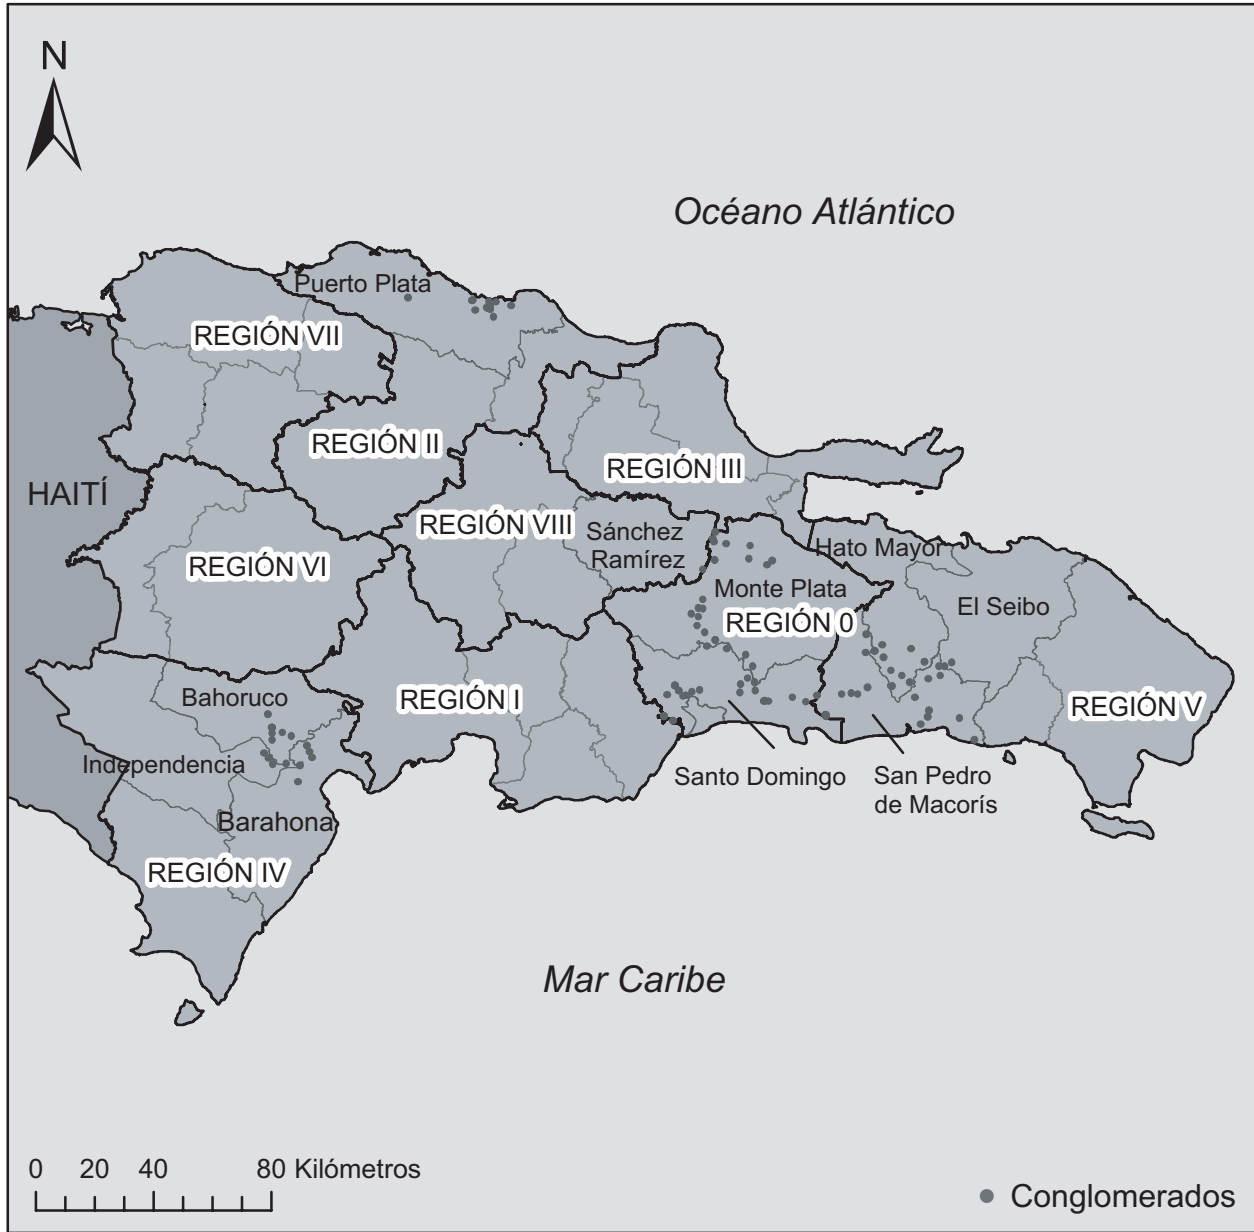 N
Océano Atlántico
Puerto Plata
REGIÓN VII
REGIÓN II
REGIÓN III
HAITÍ
REGIÓN VIII
Sánchez
Ramírez
Hato Mayor
REGIÓN VI
Monte Plata
El Seibo
REGIÓN 0
Bahoruco
REGIÓN I
REGIÓN V
Independencia
Santo Domingo
San Pedro
de Macorís
Barahona
REGIÓN IV
Mar Caribe
0 20 40 80 Kilómetros
Conglomerados